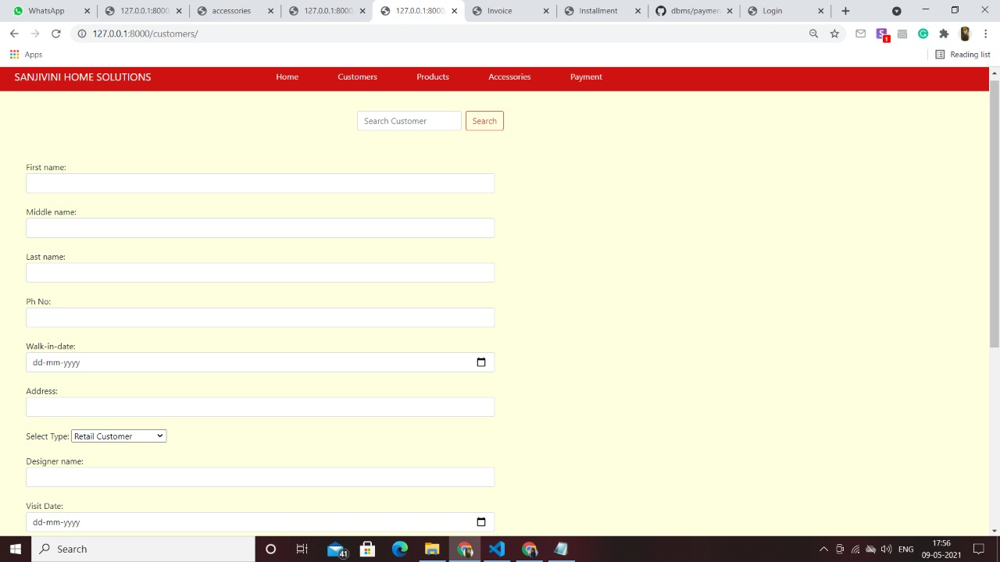 WhatsApp
127.0.0.1:8000
accessories
127.0.0.1:8000
127.0.0.1:8000
Invoice
Installment
dbms/paymen
Login
127.0.0.1:8000/customers/
1
Apps
Reading list
SANJIVINI HOME SOLUTIONS
Home
Customers
Products
Accessories
Payment
Search Customer
Search
First name:
Middle name:
Last name:
Ph No:
Walk-in-date:
dd-mm-yyyy
Address:
Select Type: Retail Customer
Designer name:
Visit Date:
dd-mm-yyyy
Search
41
ENG
17:56
09-05-2021